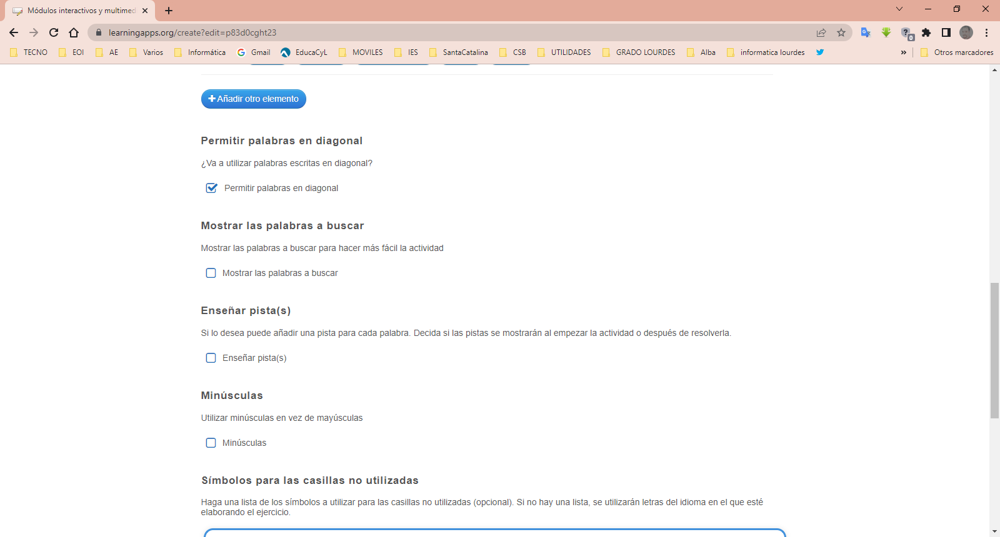 Módulos interactivos y multimed
learningapps.org/create?edit=p83d0cght23
0
TECNO EOI AE Varios Informática Gmail EducaCyL MOVILES IES SantaCatalina CSB UTILIDADES GRADO LOURDES Alba informatica lourdes » Otros marcadores
Añadir otro elemento
Permitir palabras en diagonal
¿Va a utilizar palabras escritas en diagonal?
Permitir palabras en diagonal
Mostrar las palabras a buscar
Mostrar las palabras a buscar para hacer más fácil la actividad
Mostrar las palabras a buscar
Enseñar pista(s)
Si lo desea puede añadir una pista para cada palabra. Decida si las pistas se mostrarán al empezar la actividad o después de resolverla.
Enseñar pista(s)
Minúsculas
Utilizar minúsculas en vez de mayúsculas
Minúsculas
Símbolos para las casillas no utilizadas
Haga una lista de los símbolos a utilizar para las casillas no utilizadas (opcional). Si no hay una lista, se utilizarán letras del idioma en el que esté
elaborando el ejercicio.